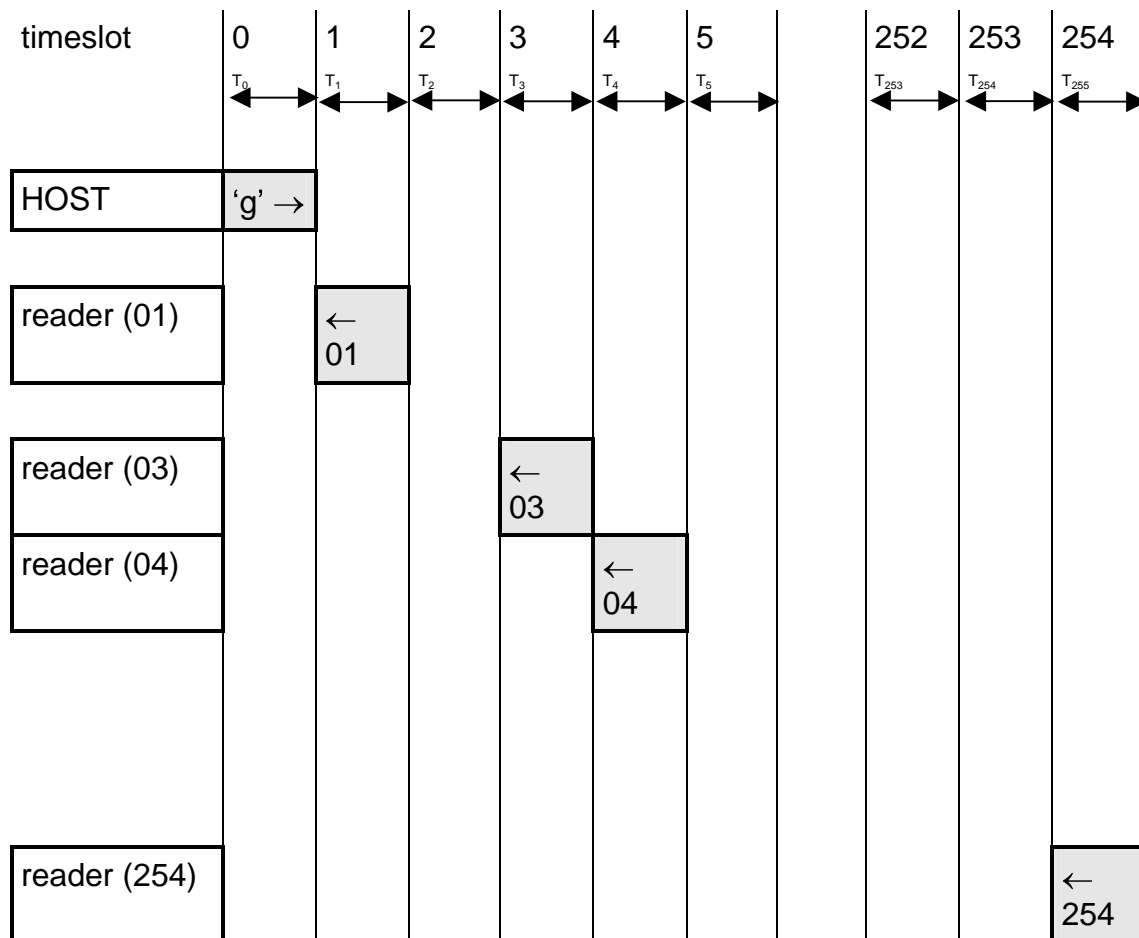 timeslot 0 1 2 3 4 5 252 253 254
T0 T1 T2 T3 T4 T5 T253 T254 T255
HOST ‘g’ →
reader (01) ←
01
reader (03) ←
03
reader (04) ←
04
reader (254) ←
254